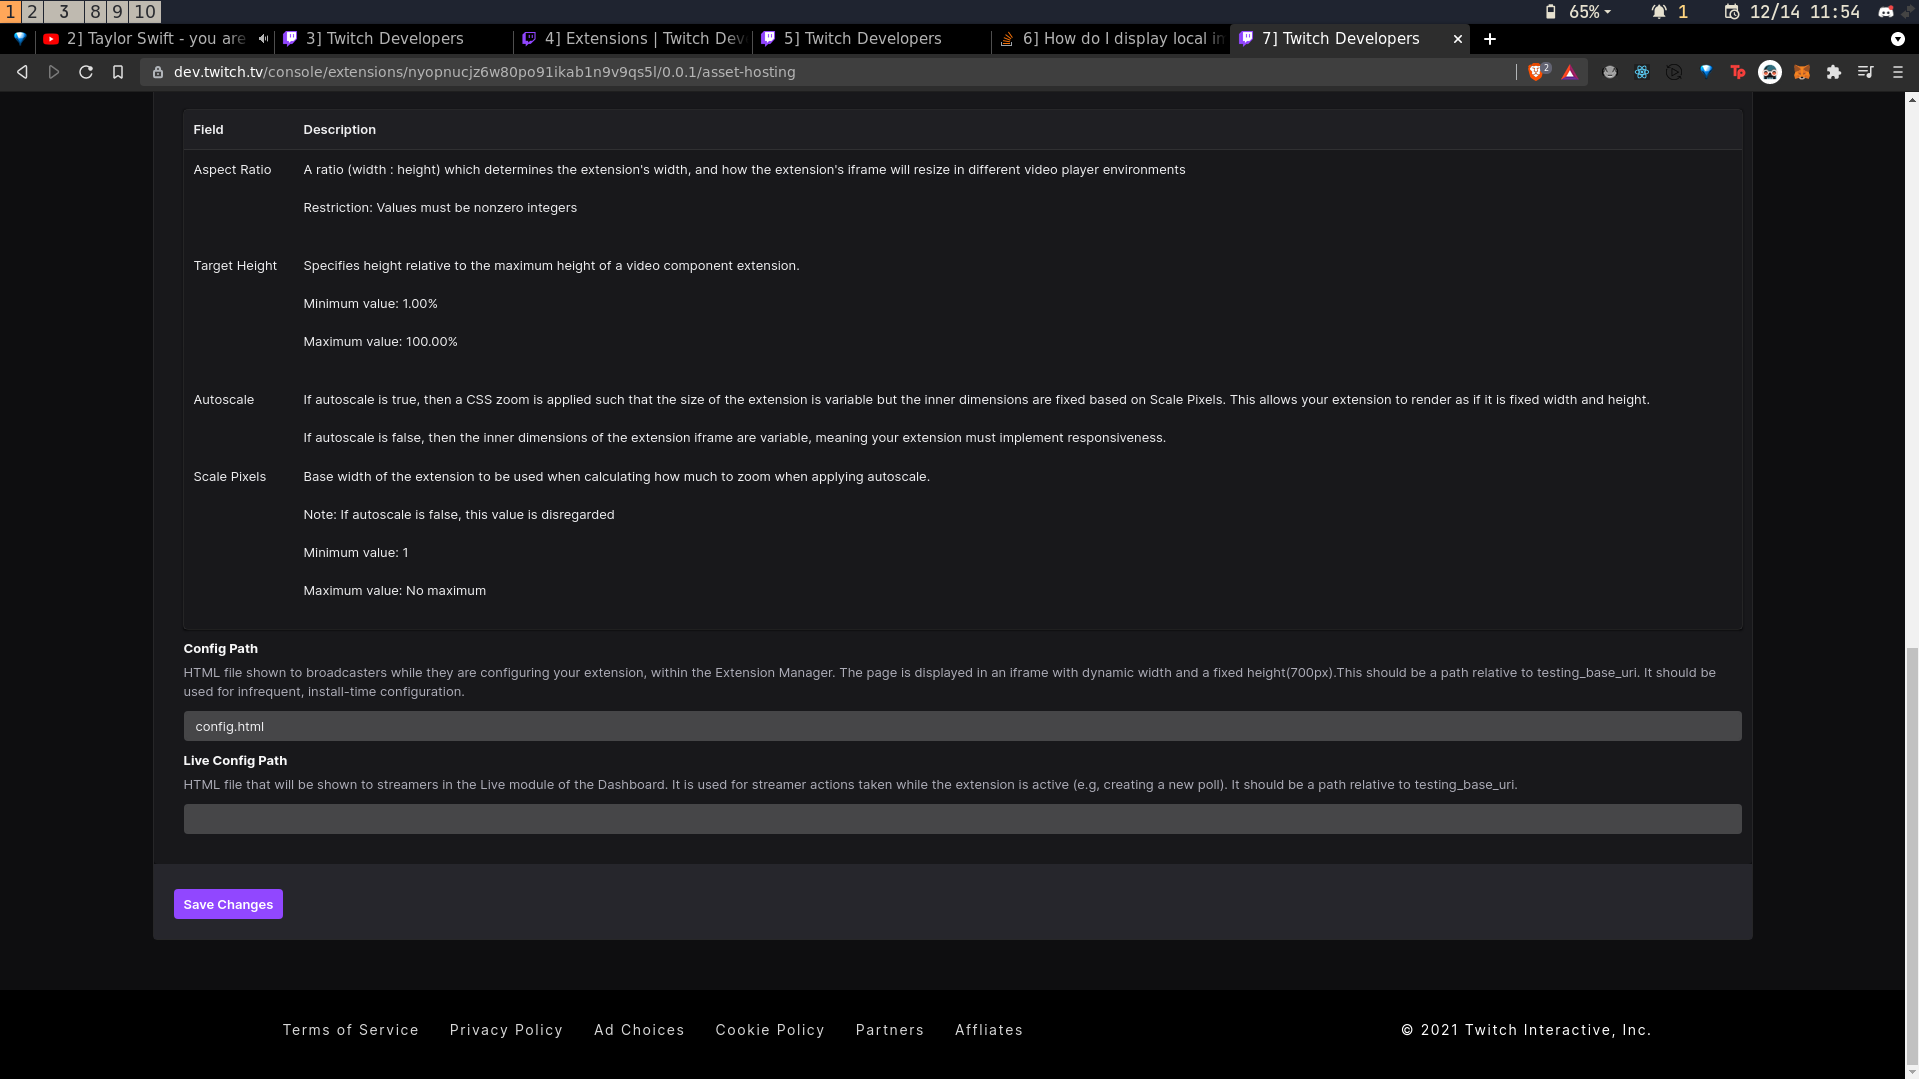 1 2 3 8 9 10
65% 1 12/14 11:54
2] Taylor Swift - you are
3] Twitch Developers
4] Extensions | Twitch Dev
5] Twitch Developers
6] How do I display local in
7] Twitch Developers
dev.twitch.tv/console/extensions/nyopnucjz6w80po91ikab1n9v9qs5l/0.0.1/asset-hosting
2
Tp
Field Description
Aspect Ratio A ratio (width : height) which determines the extension's width, and how the extension's iframe will resize in different video player environments
Restriction: Values must be nonzero integers
Target Height Specifies height relative to the maximum height of a video component extension.
Minimum value: 1.00%
Maximum value: 100.00%
Autoscale If autoscale is true, then a CSS zoom is applied such that the size of the extension is variable but the inner dimensions are fixed based on Scale Pixels. This allows your extension to render as if it is fixed width and height.
If autoscale is false, then the inner dimensions of the extension iframe are variable, meaning your extension must implement responsiveness.
Scale Pixels Base width of the extension to be used when calculating how much to zoom when applying autoscale.
Note: If autoscale is false, this value is disregarded
Minimum value: 1
Maximum value: No maximum
Config Path
HTML file shown to broadcasters while they are configuring your extension, within the Extension Manager. The page is displayed in an iframe with dynamic width and a fixed height(700px).This should be a path relative to testing_base_uri. It should be
used for infrequent, install-time configuration.
config.html
Live Config Path
HTML file that will be shown to streamers in the Live module of the Dashboard. It is used for streamer actions taken while the extension is active (e.g, creating a new poll). It should be a path relative to testing_base_uri.
Save Changes
Terms of Service Privacy Policy Ad Choices Cookie Policy Partners Affliates © 2021 Twitch Interactive, Inc.